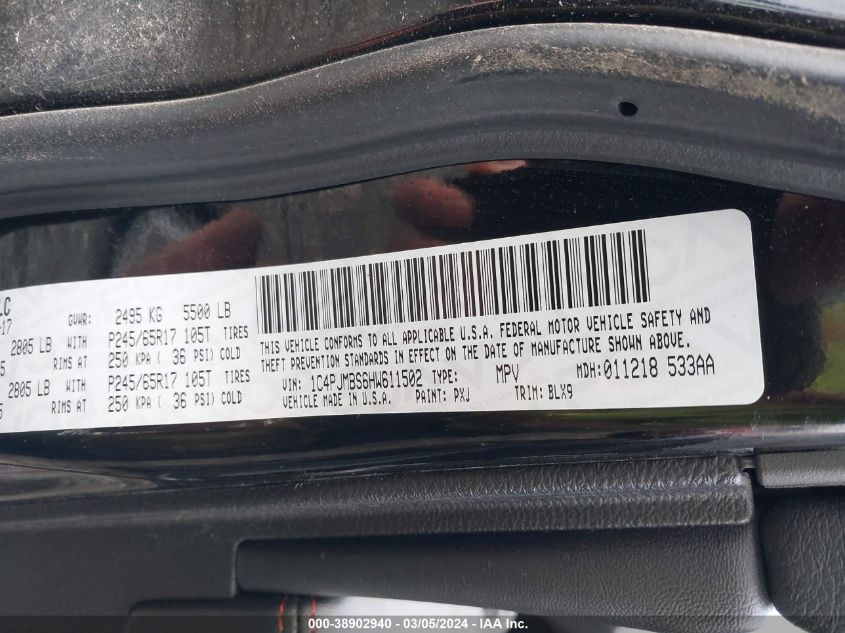 LC
-17
GVWR: 2495 KG 5500 LB
2805 LB WITH P245/65R17 105T TIRES
5 RIMS AT 250 KPA ( 36 PSI) COLD
2805 LB WITH P245/65R17 105T TIRES
5 RIMS AT 250 KPA ( 36 PSI) COLD
THIS VEHICLE CONFORMS TO ALL APPLICABLE U.S.A. FEDERAL MOTOR VEHICLE SAFETY AND
THEFT PREVENTION STANDARDS IN EFFECT ON THE DATE OF MANUFACTURE SHOWN ABOVE.
VIN: 1C4PJMBS6HW611502 TYPE: MPV MDH: 011218 533AA
VEHICLE MADE IN U.S.A. PAINT: PXJ TRIM: BLX9
000-38902940 - 03/05/2024 - IAA Inc.